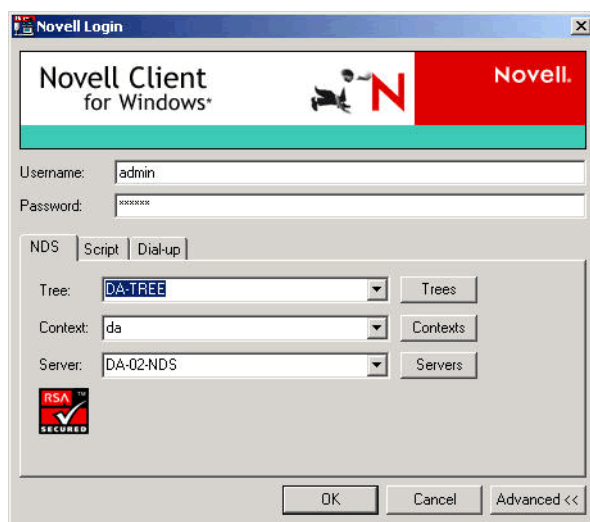 Novell Login
Novell Client
for Windows*
N
Novell.
Username: admin
Password: ******
NDS Script Dial-up
Tree: DA-TREE Trees
Context: da Contexts
Server: DA-02-NDS Servers
RSA ™
SECURED
OK Cancel Advanced <<